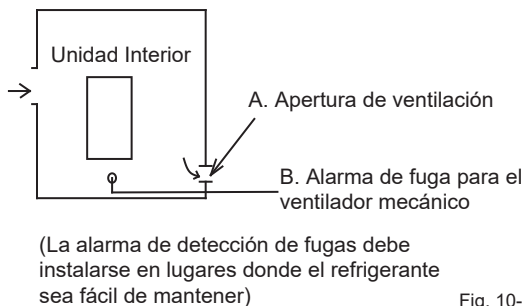 Unidad Interior
A. Apertura de ventilación
B. Alarma de fuga para el
ventilador mecánico
(La alarma de detección de fugas debe
instalarse en lugares donde el refrigerante
sea fácil de mantener)
Fig. 10-